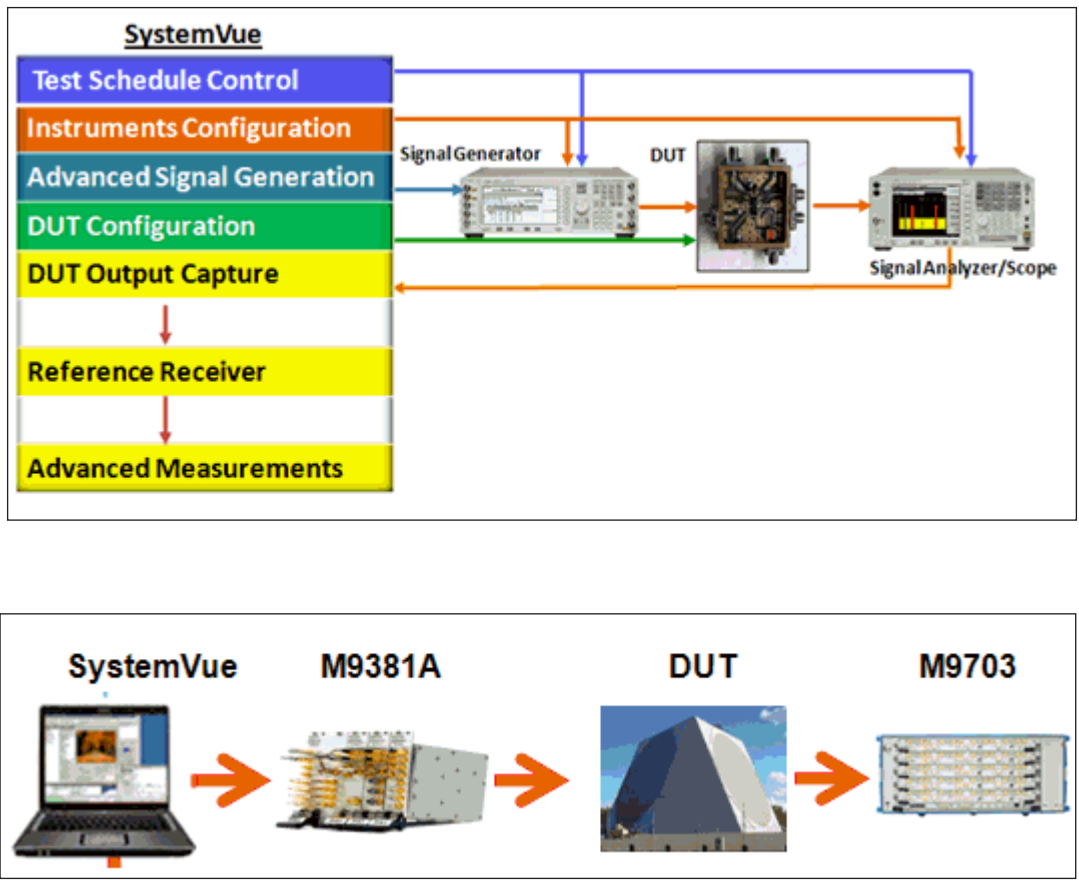 SystemVue
Test Schedule Control
Instruments Configuration
Advanced Signal Generation
DUT Configuration
DUT Output Capture
Reference Receiver
Advanced Measurements
Signal Generator
DUT
Signal Analyzer/Scope
SystemVue
M9381A
DUT
M9703